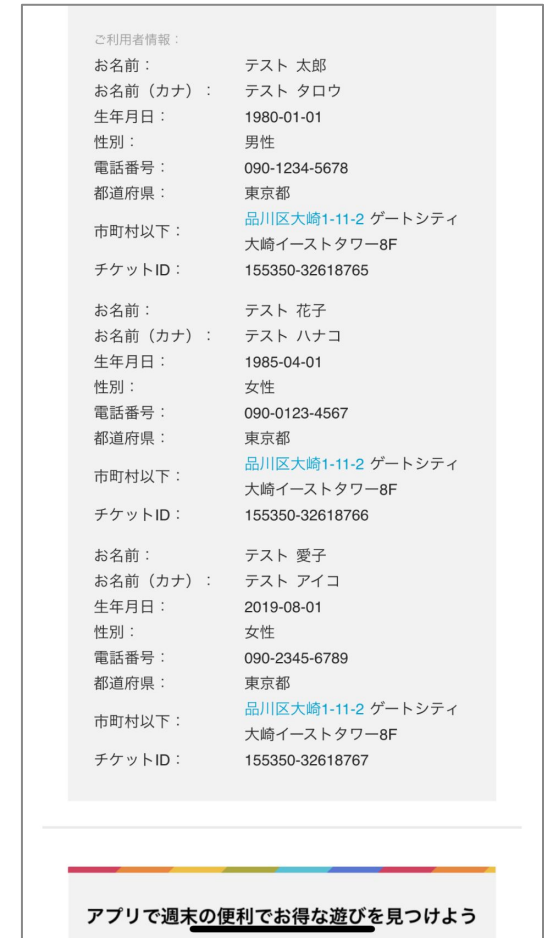 ご利用者情報：
お名前： テスト 太郎
お名前（カナ）： テスト タロウ
生年月日： 1980-01-01
性別： 男性
電話番号： 090-1234-5678
都道府県： 東京都
市町村以下： 品川区大崎1-11-2 ゲートシティ
大崎イーストタワー8F
チケットID： 155350-32618765
お名前： テスト 花子
お名前（カナ）： テスト ハナコ
生年月日： 1985-04-01
性別： 女性
電話番号： 090-0123-4567
都道府県： 東京都
市町村以下： 品川区大崎1-11-2 ゲートシティ
大崎イーストタワー8F
チケットID： 155350-32618766
お名前： テスト 愛子
お名前（カナ）： テスト アイコ
生年月日： 2019-08-01
性別： 女性
電話番号： 090-2345-6789
都道府県： 東京都
市町村以下： 品川区大崎1-11-2 ゲートシティ
大崎イーストタワー8F
チケットID： 155350-32618767
アプリで週末の便利でお得な遊びを見つけよう